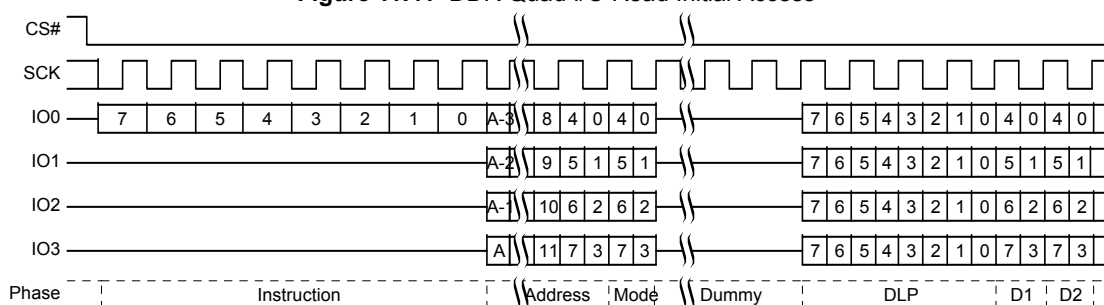 Figure DDR Quad I/O Read Initial Access
CS#
SCK
IO0 7 6 5 4 3 2 1 0 A-3 8 4 0 4 0 7 6 5 4 3 2 1 0 4 0 4 0
IO1 A-2 9 5 1 5 1 7 6 5 4 3 2 1 0 5 1 5 1
IO2 A-1 10 6 2 6 2 7 6 5 4 3 2 1 0 6 2 6 2
IO3 A 11 7 3 7 3 7 6 5 4 3 2 1 0 7 3 7 3
Phase Instruction Address Mode Dummy DLP D1 D2